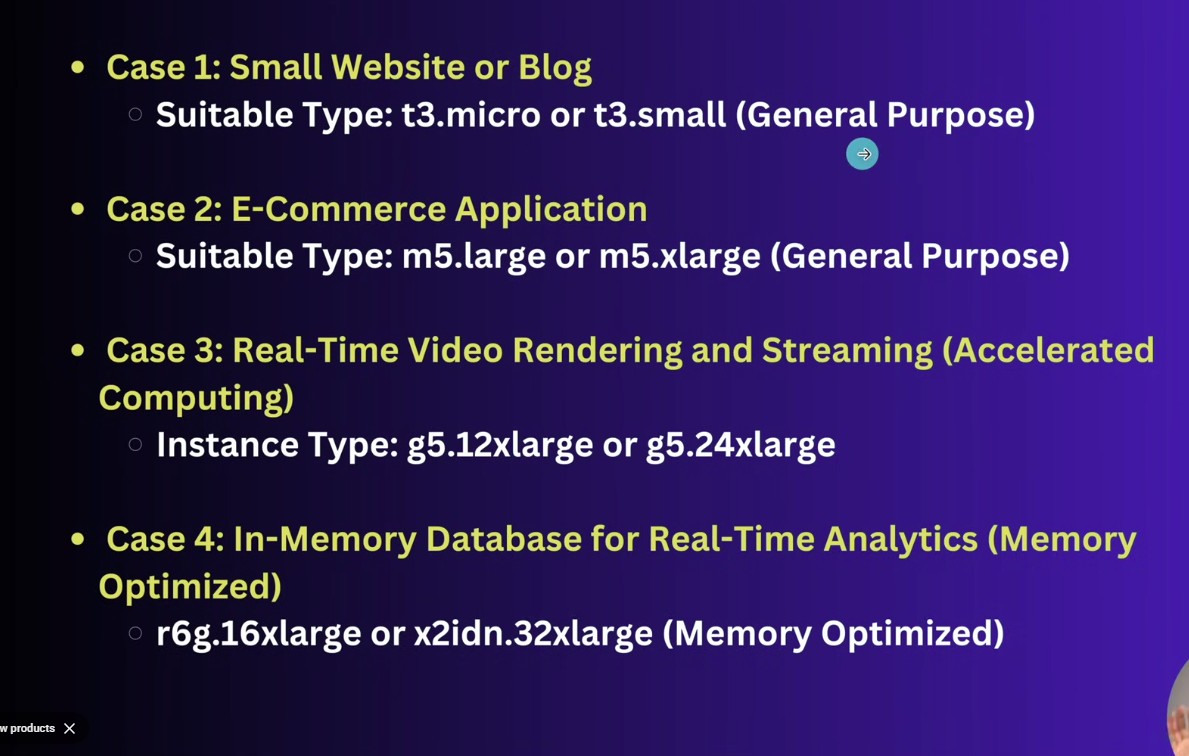 Case 1: Small Website or Blog
Suitable Type: t3.micro or t3.small (General Purpose)
Case 2: E-Commerce Application
Suitable Type: m5.large or m5.xlarge (General Purpose)
Case 3: Real-Time Video Rendering and Streaming (Accelerated
Computing)
Instance Type: g5.12xlarge or g5.24xlarge
Case 4: In-Memory Database for Real-Time Analytics (Memory
Optimized)
r6g.16xlarge or x2idn.32xlarge (Memory Optimized)
products